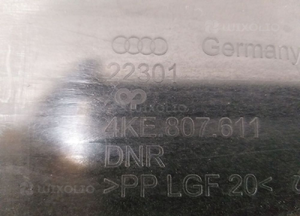 Germany
22301
4KE.807.611
DNR
>PP LGF 20<